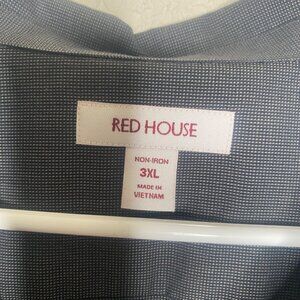 RED HOUSE
NON-IRON
3XL
MADE IN
VIETNAM